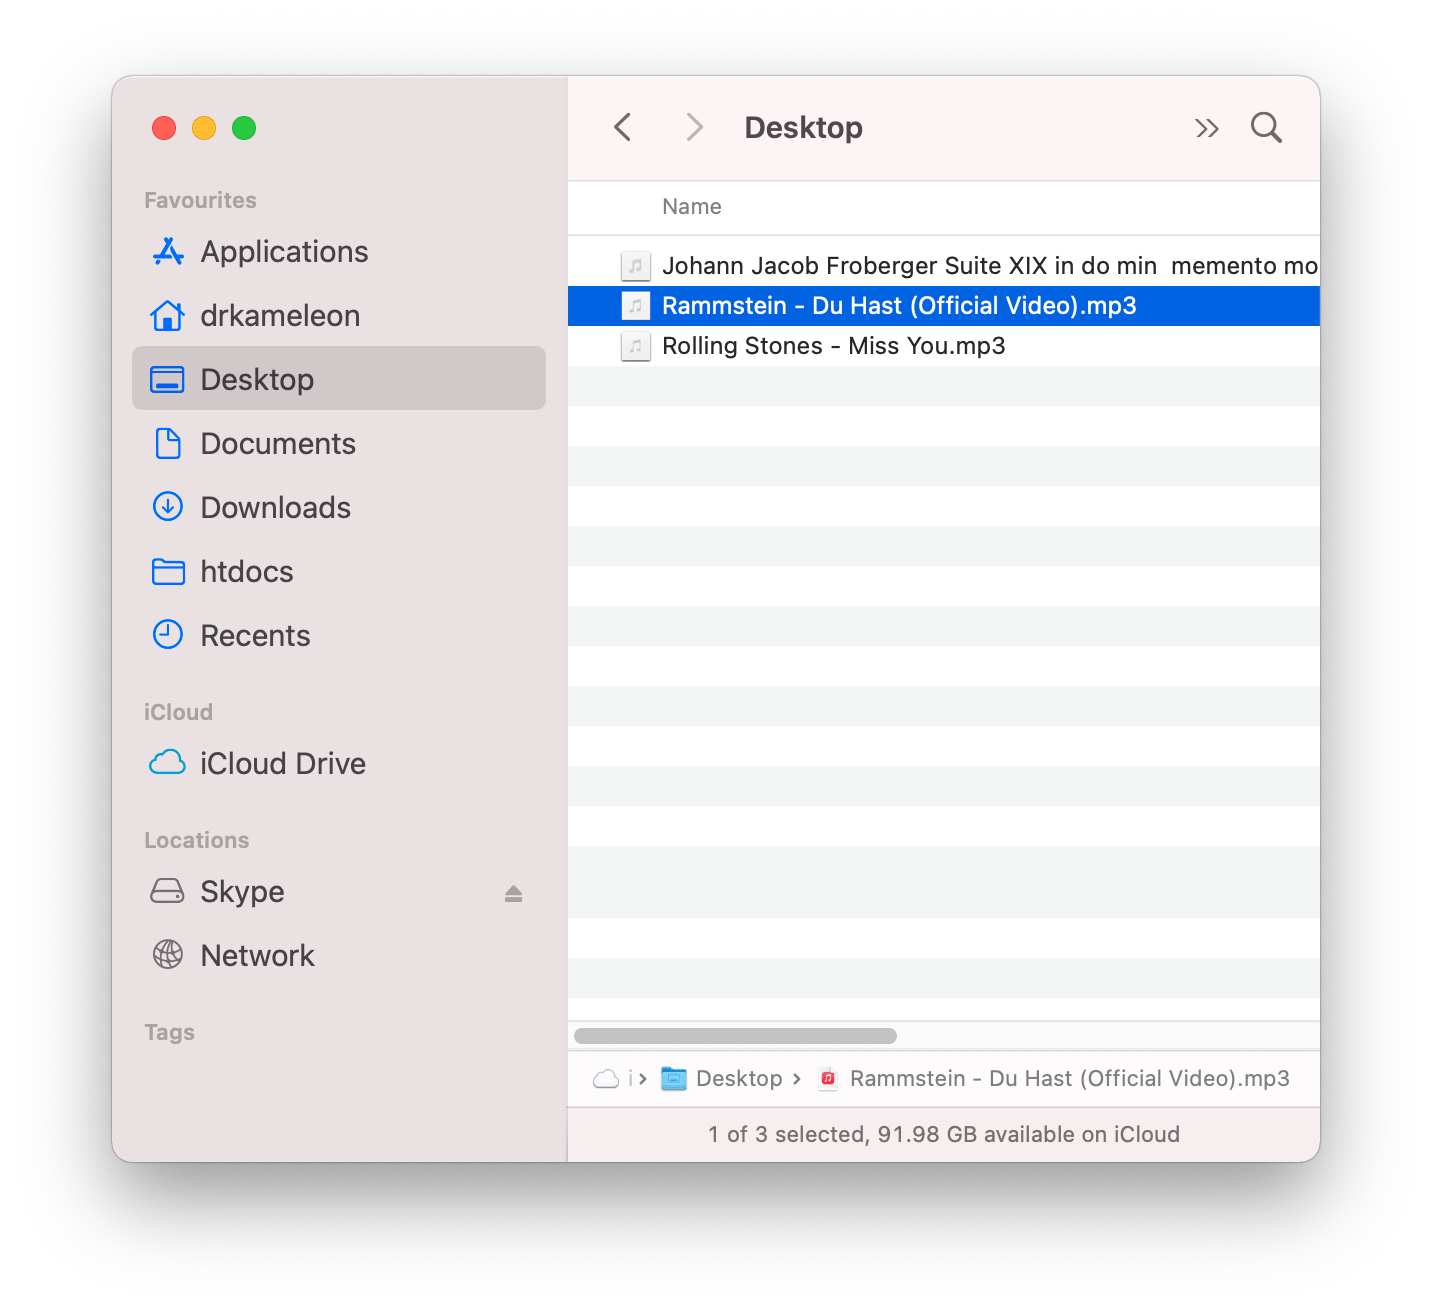 Desktop
Favourites
Applications
drkameleon
Desktop
Documents
Downloads
htdocs
Recents
iCloud
iCloud Drive
Locations
Skype
Network
Tags
Name
Johann Jacob Froberger Suite XIX in do min  memento mo
Rammstein - Du Hast (Official Video).mp3
Rolling Stones - Miss You.mp3
i › Desktop › Rammstein - Du Hast (Official Video).mp3
1 of 3 selected, 91.98 GB available on iCloud